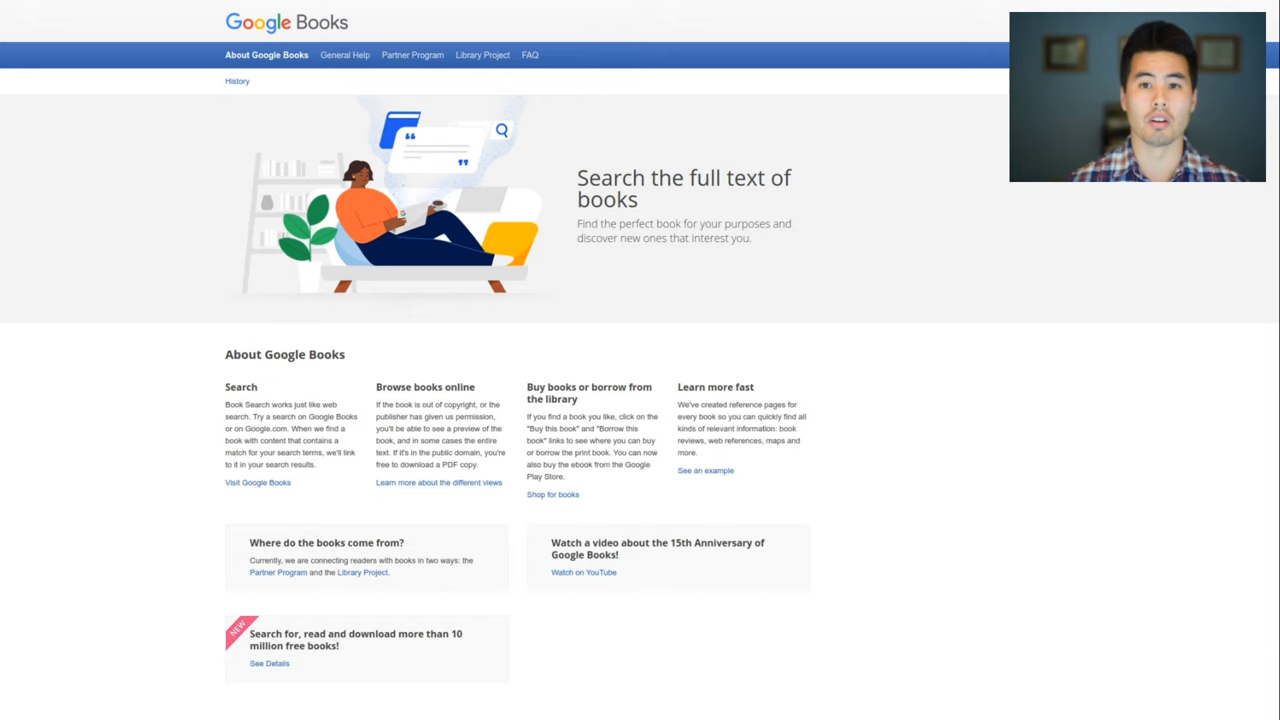 Google Books
About Google Books General Help Partner Program Library Project FAQ
History
Search the full text of
books
Find the perfect book for your purposes and
discover new ones that interest you.
About Google Books
Search
Book Search works just like web
search. Try a search on Google Books
or on Google.com. When we find a
book with content that contains a
match for your search terms, we'll link
to it in your search results.
Visit Google Books
Browse books online
If the book is out of copyright, or the
publisher has given us permission,
you'll be able to see a preview of the
book, and in some cases the entire
text. If it's in the public domain, you're
free to download a PDF copy.
Learn more about the different views
Buy books or borrow from
the library
If you find a book you like, click on the
"Buy this book" and "Borrow this
book" links to see where you can buy
or borrow the print book. You can now
also buy the ebook from the Google
Play Store.
Shop for books
Learn more fast
We've created reference pages for
every book so you can quickly find all
kinds of relevant information: book
reviews, web references, maps and
more.
See an example
Where do the books come from?
Currently, we are connecting readers with books in two ways: the
Partner Program and the Library Project.
Watch a video about the 15th Anniversary of
Google Books!
Watch on YouTube
NEW
Search for, read and download more than 10
million free books!
See Details